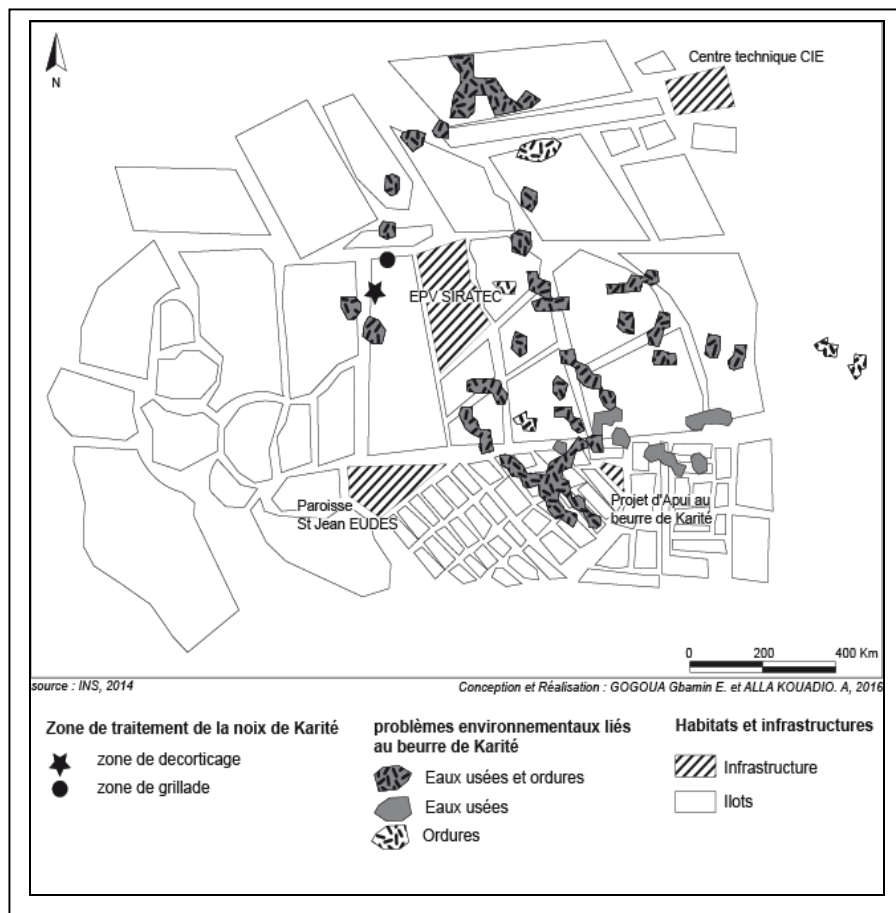 N
Centre technique CIE
EPV SIRATEC
Paroisse
St Jean EUDES
Projet d'Apui au
beurre de Karité
0 200 400 Km
source : INS, 2014
Conception et Réalisation : GOGOUA Gbamin E. et ALLA KOUADIO. A, 2016
Zone de traitement de la noix de Karité
zone de decorticage
zone de grillade
problèmes environnementaux liés
au beurre de Karité
Eaux usées et ordures
Eaux usées
Ordures
Habitats et infrastructures
Infrastructure
Ilots